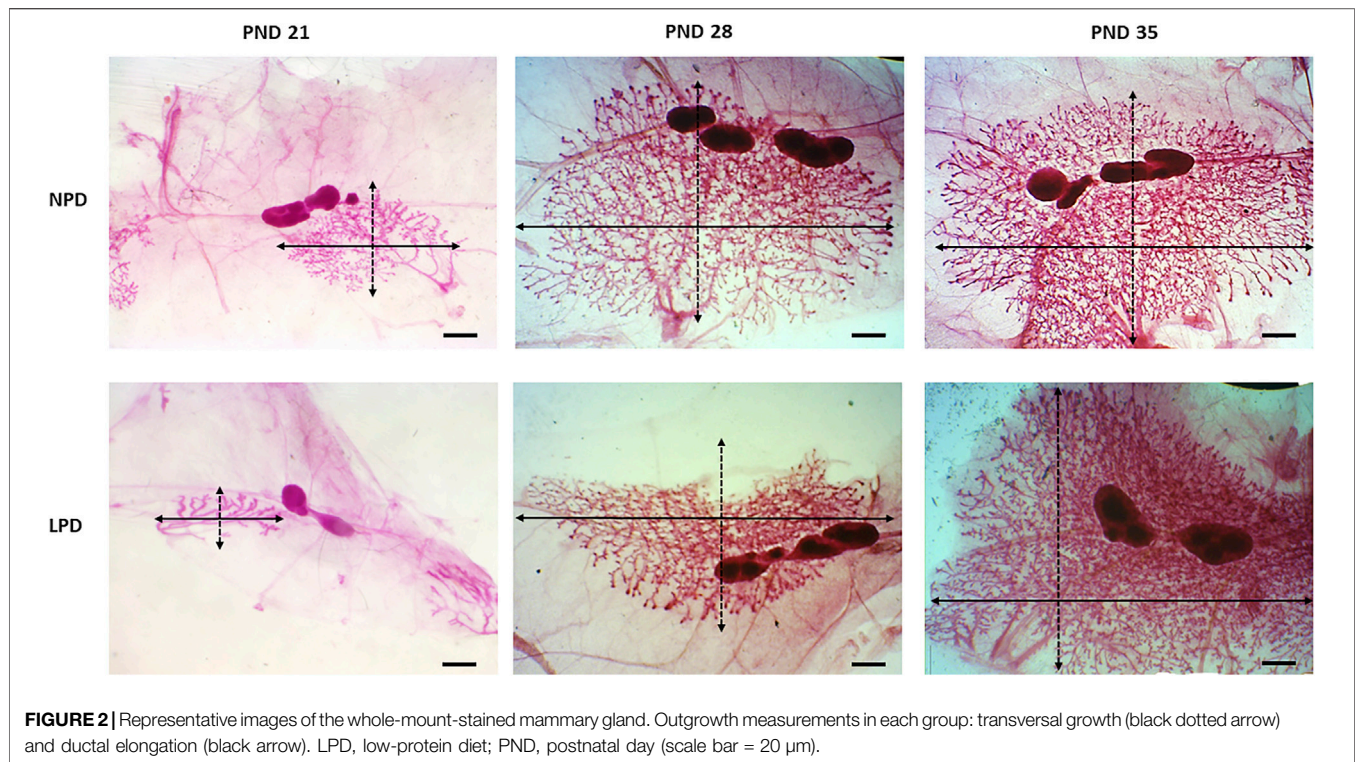 PND 21 PND 28 PND 35
NPD
LPD
FIGURE 2 | Representative images of the whole-mount-stained mammary gland. Outgrowth measurements in each group: transversal growth (black dotted arrow)
and ductal elongation (black arrow). LPD, low-protein diet; PND, postnatal day (scale bar = 20 µm).